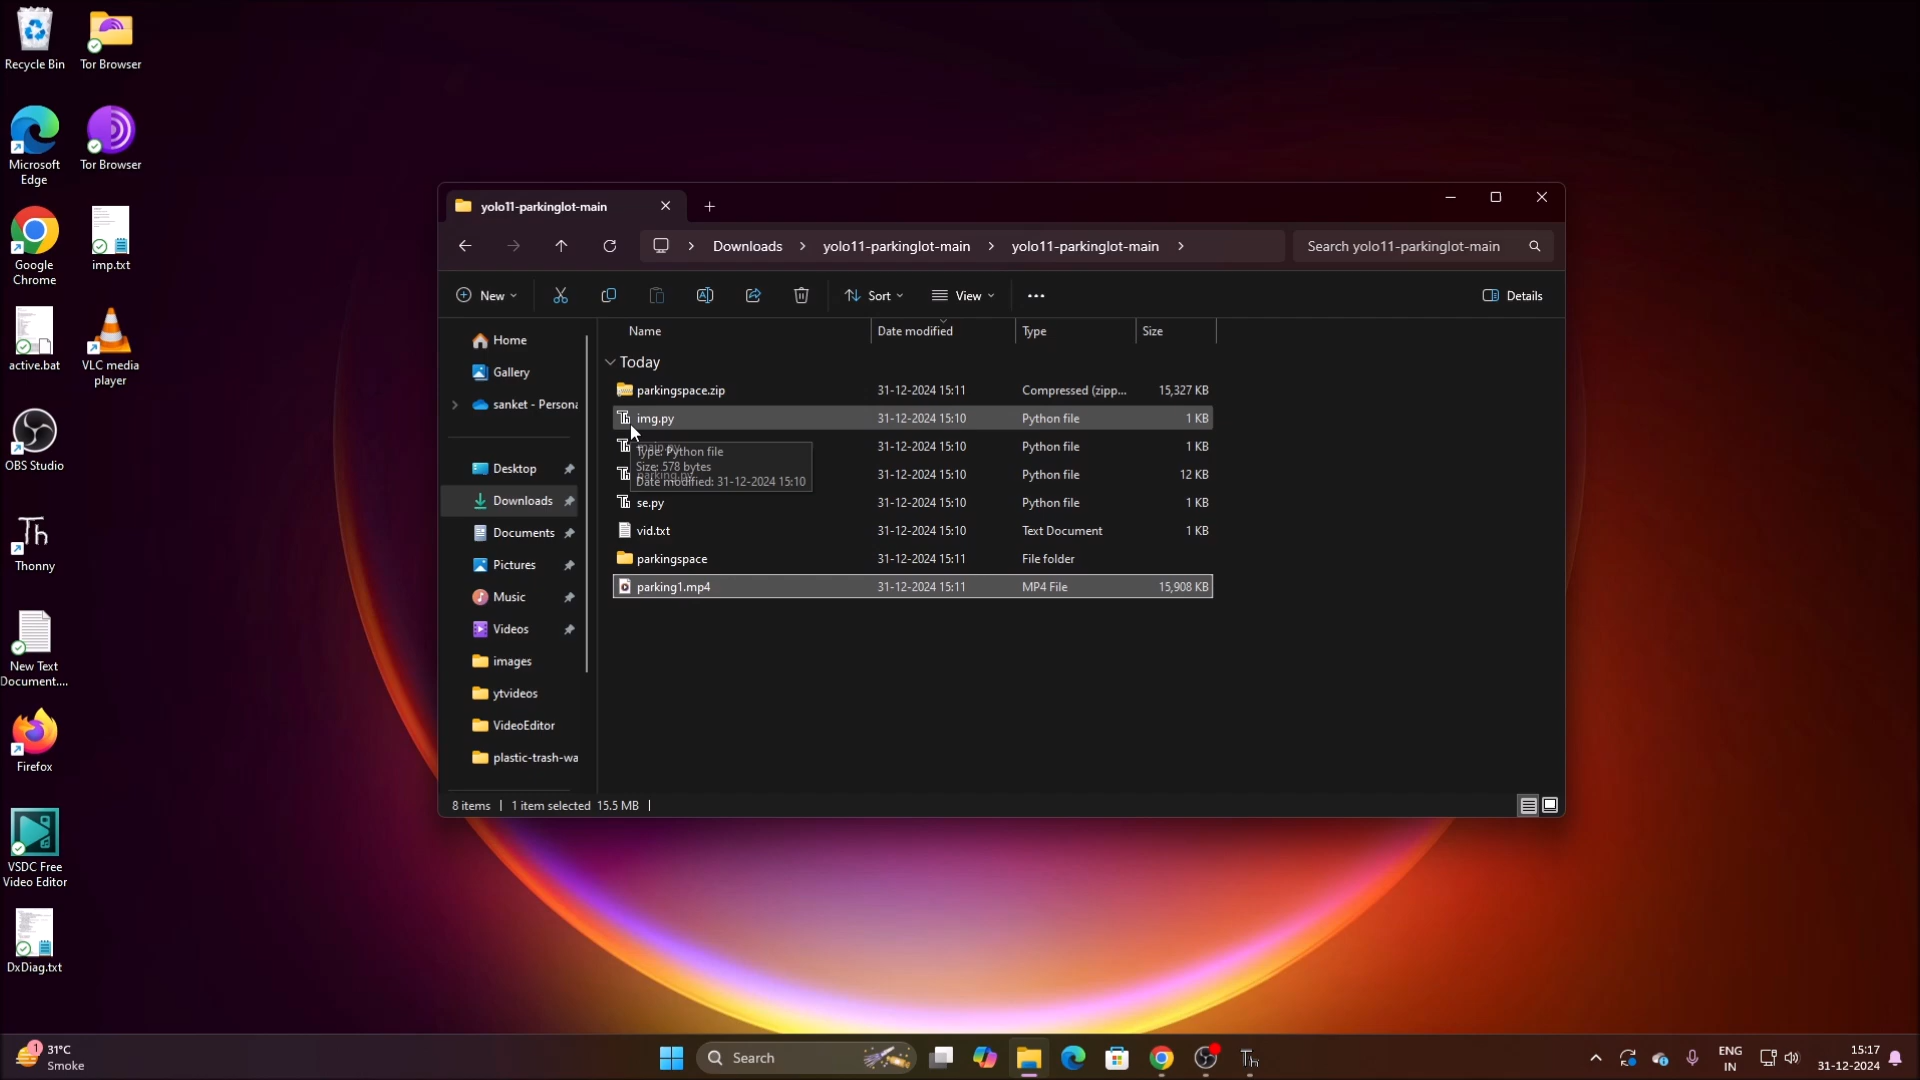 Recycle Bin
Tor Browser
Microsoft
Edge
Tor Browser
Google
Chrome
imp.txt
active.bat
VLC media
player
OBS Studio
Thonny
New Text
Document....
Firefox
VSDC Free
Video Editor
DxDiag.txt
yolo11-parkinglot-main
Downloads > yolo11-parkinglot-main > yolo11-parkinglot-main >
Search yolo11-parkinglot-main
New
Sort
View
Details
Home
Gallery
sanket - Persona
Desktop
Downloads
Documents
Pictures
Music
Videos
images
ytvideos
VideoEditor
plastic-trash-wa
Name Date modified Type Size
Today
parkingspace.zip 31-12-2024 15:11 Compressed (zipp... 15,327 KB
img.py 31-12-2024 15:10 Python file 1 KB
main.py 31-12-2024 15:10 Python file 1 KB
parking.py 31-12-2024 15:10 Python file 12 KB
se.py 31-12-2024 15:10 Python file 1 KB
vid.txt 31-12-2024 15:10 Text Document 1 KB
parkingspace 31-12-2024 15:11 File folder
parking1.mp4 31-12-2024 15:11 MP4 File 15,908 KB
Type: Python file
Size: 578 bytes
Date modified: 31-12-2024 15:10
8 items | 1 item selected 15.5 MB |
1
31°C
Smoke
Search
ENG
IN
15:17
31-12-2024